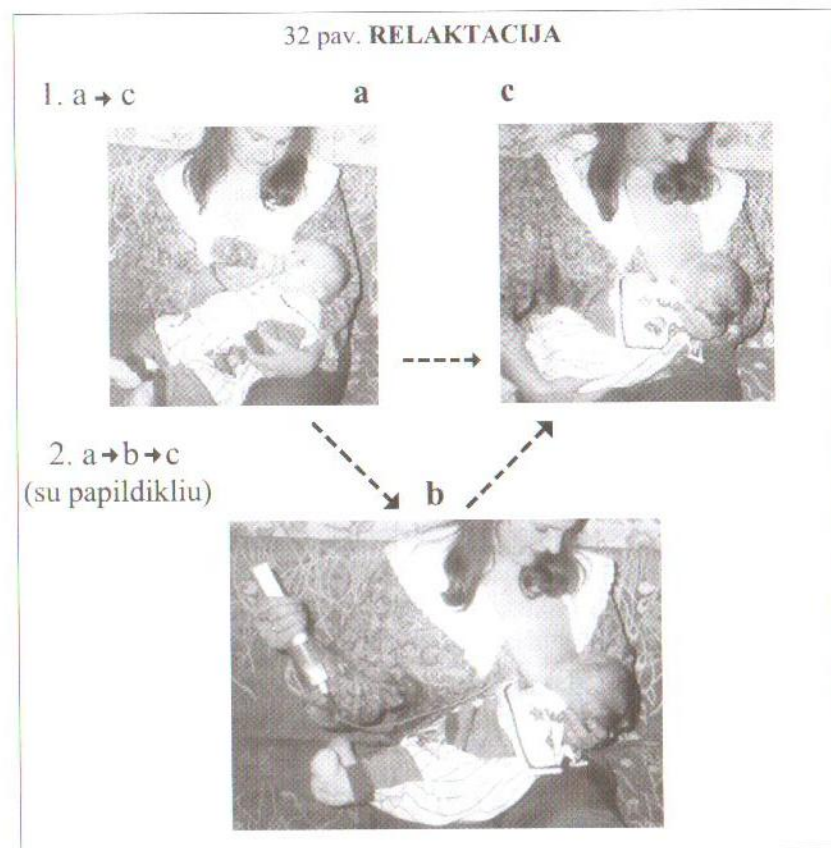 32 pav. RELAKTACIJA
1. a → c
a
c
2. a→b→c
(su papildikliu)
b